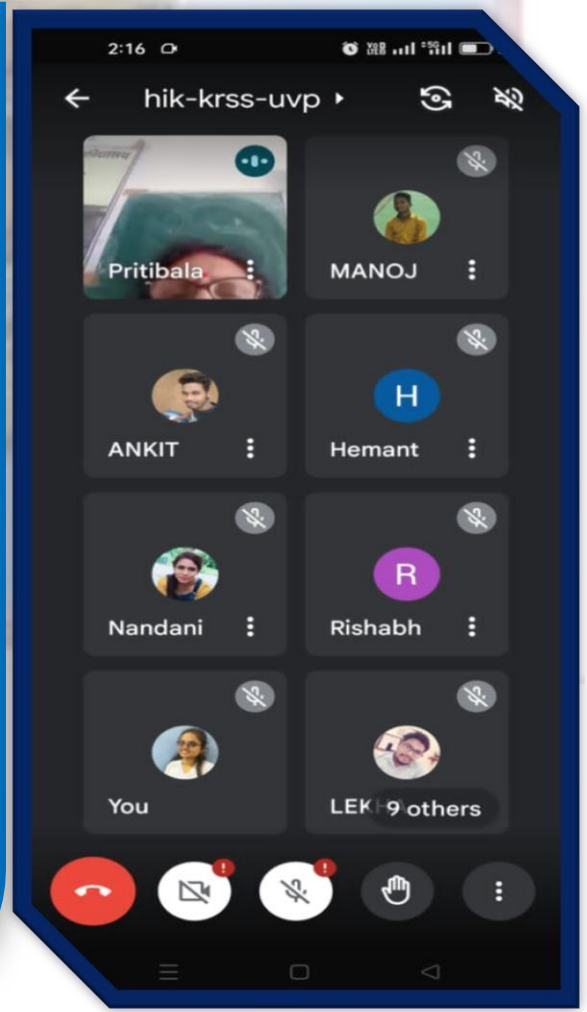 2:16
hik-krss-uvp
Pritibala
MANOJ
ANKIT
Hemant
H
Nandani
Rishabh
R
You
9 others